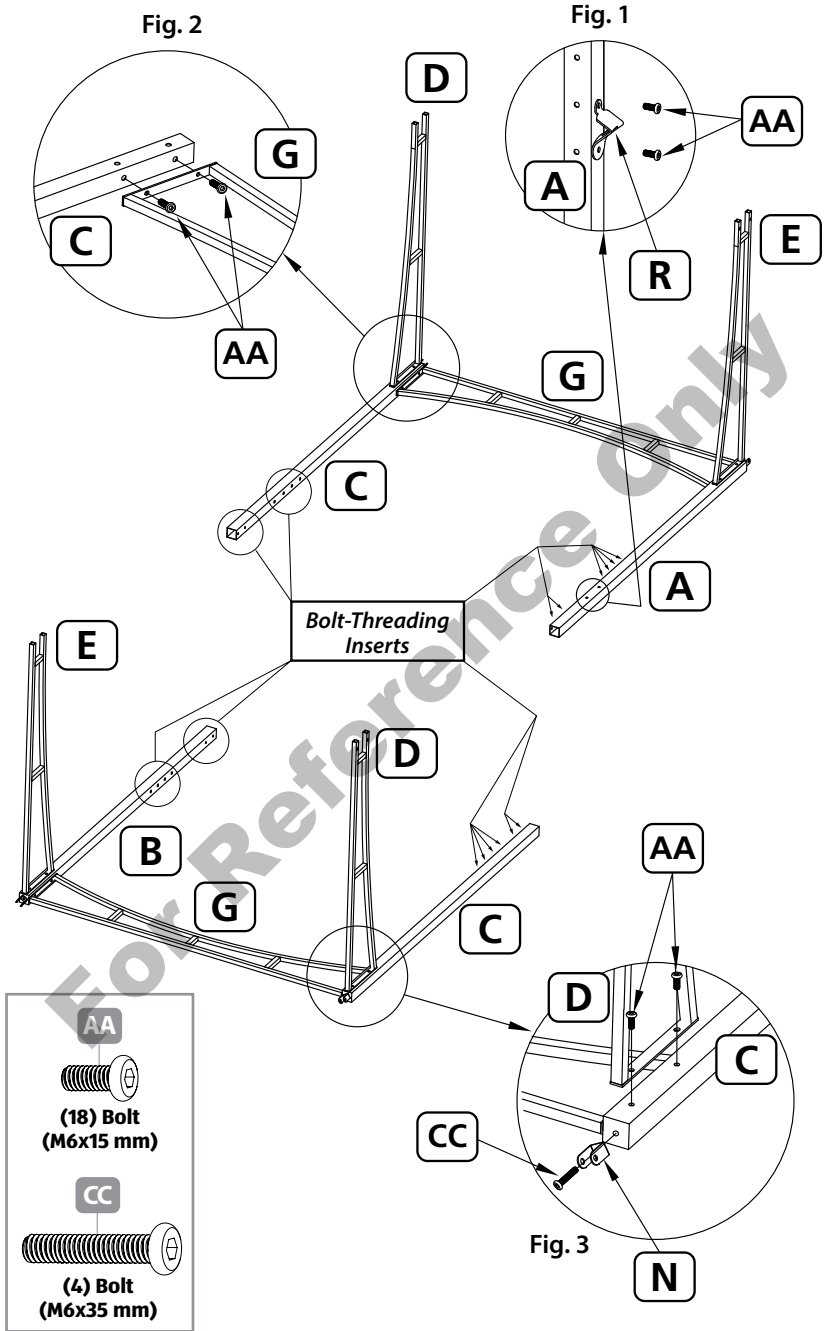 Fig. 2
Fig. 1
D
G
AA
A
C
E
R
AA
G
C
A
Bolt-Threading
Inserts
E
D
B
AA
G
C
D
C
CC
Fig. 3
N
AA
(18) Bolt
(M6x15 mm)
CC
(4) Bolt
(M6x35 mm)
For Reference Only